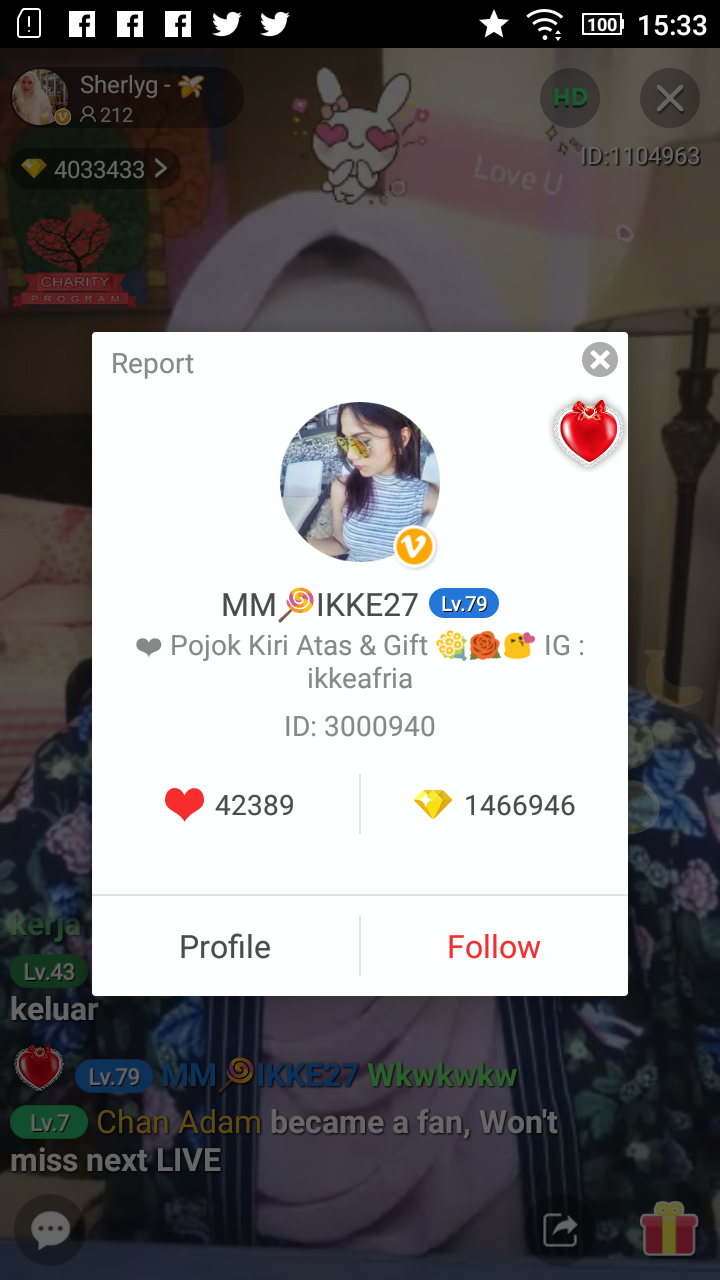 100 15:33
Sherlyg -
212
HD
4033433
ID:1104963
Love U
CHARITY
PROGRAM
Report
MM🍭IKKE27 Lv.79
❤ Pojok Kiri Atas & Gift 💐🌹😘 IG :
ikkeafria
ID: 3000940
42389
1466946
Profile
Follow
kerja
Lv.43
keluar
Lv.79 MM🍭IKKE27 Wkwkwkw
Lv.7 Chan Adam became a fan, Won't
miss next LIVE